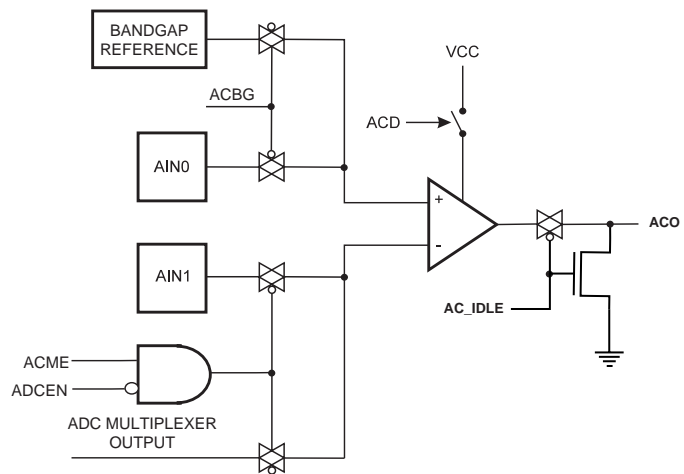 BANDGAP
REFERENCE
VCC
ACBG
ACD
AIN0
+
-
ACO
AIN1
AC_IDLE
ACME
ADCEN
ADC MULTIPLEXER
OUTPUT